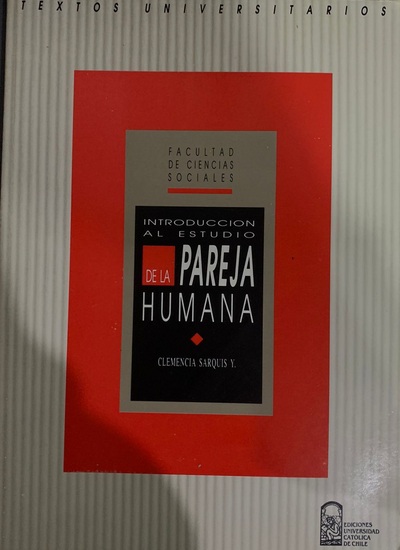 TEXTOS UNIVERSITARIOS
FACULTAD
DE CIENCIAS
SOCIALES
INTRODUCCION
AL ESTUDIO
DE LA PAREJA
HUMANA
CLEMENCIA SARQUIS Y.
EDICIONES
UNIVERSIDAD
CATOLICA
DE CHILE